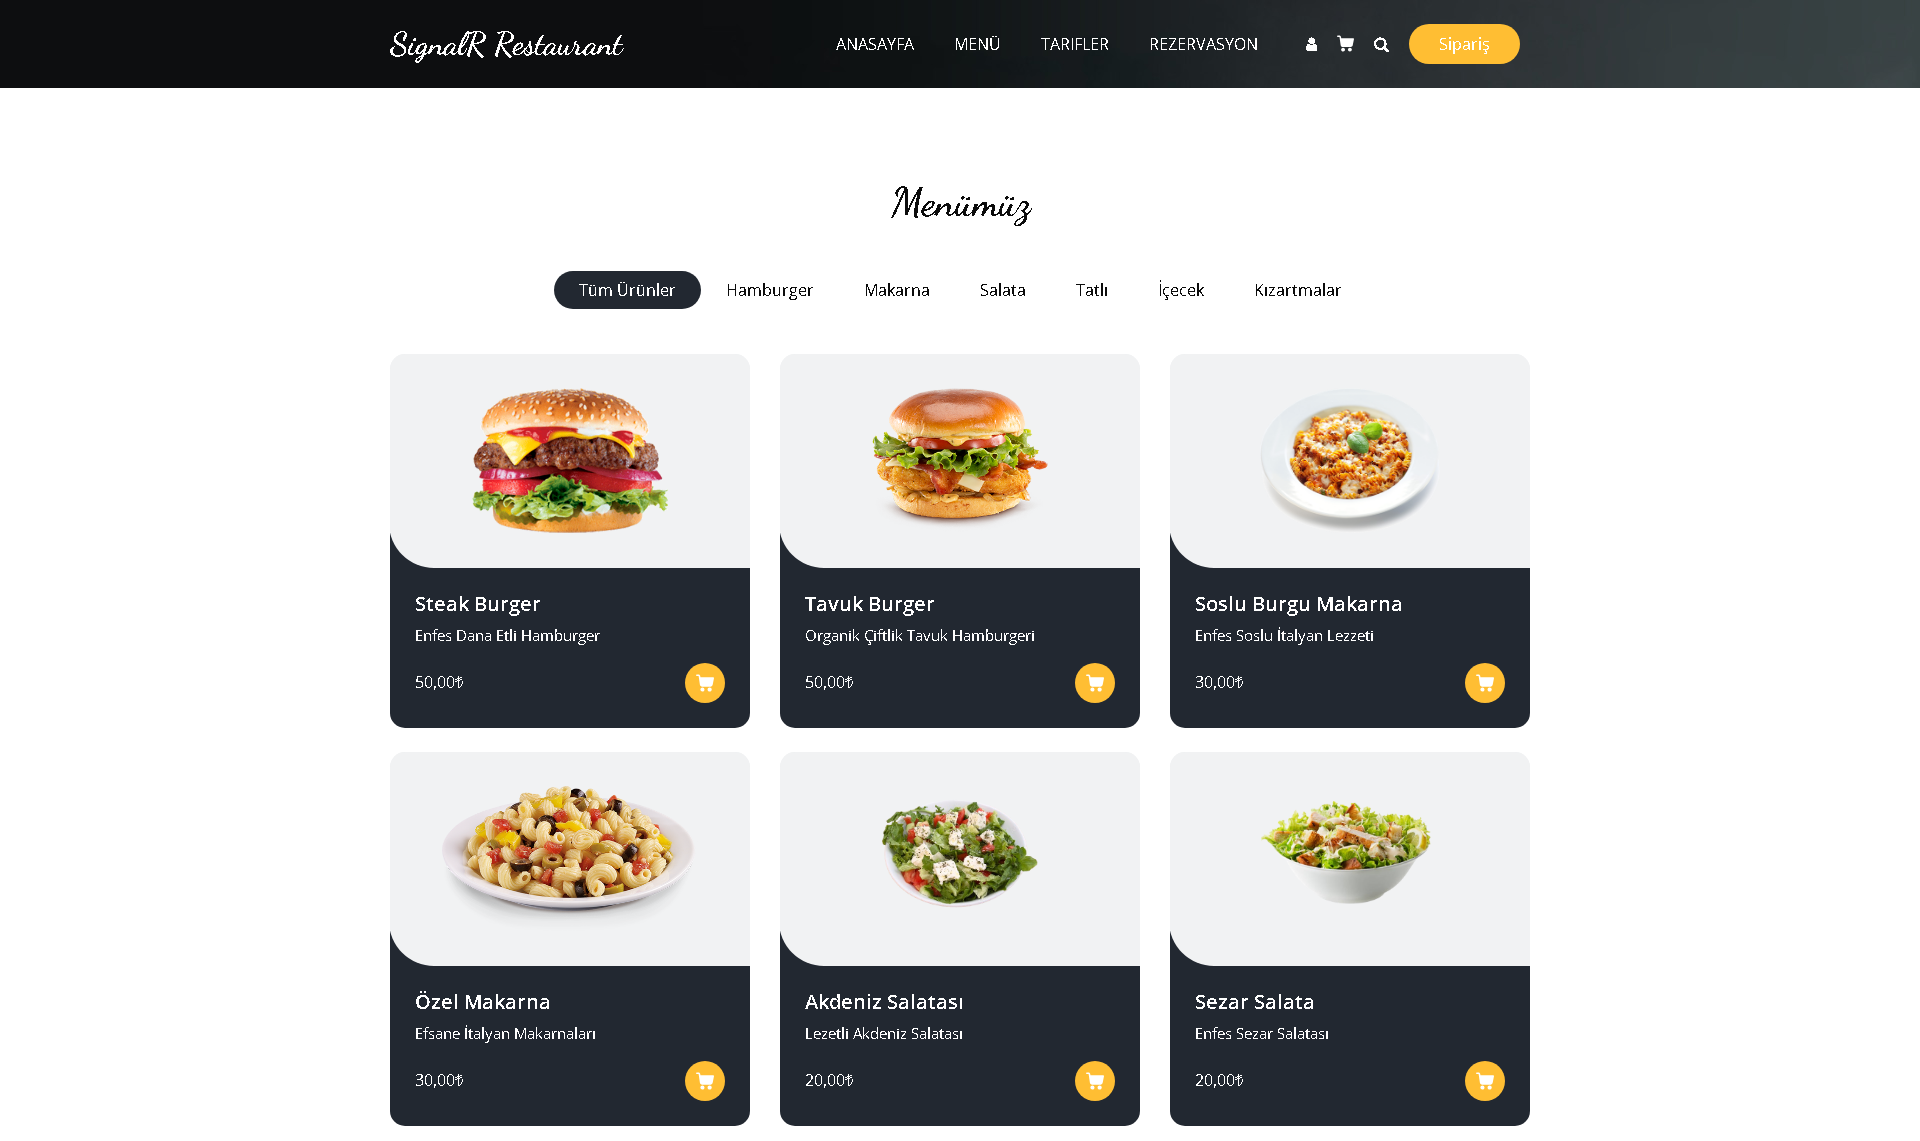 SignalR Restaurant
ANASAYFA MENÜ TARIFLER REZERVASYON Sipariş
Menümüz
Tüm Ürünler Hamburger Makarna Salata Tatlı İçecek Kızartmalar
Steak Burger
Enfes Dana Etli Hamburger
50,00₺
Tavuk Burger
Organik Çiftlik Tavuk Hamburgeri
50,00₺
Soslu Burgu Makarna
Enfes Soslu İtalyan Lezzeti
30,00₺
Özel Makarna
Efsane İtalyan Makarnaları
30,00₺
Akdeniz Salatası
Lezetli Akdeniz Salatası
20,00₺
Sezar Salata
Enfes Sezar Salatası
20,00₺